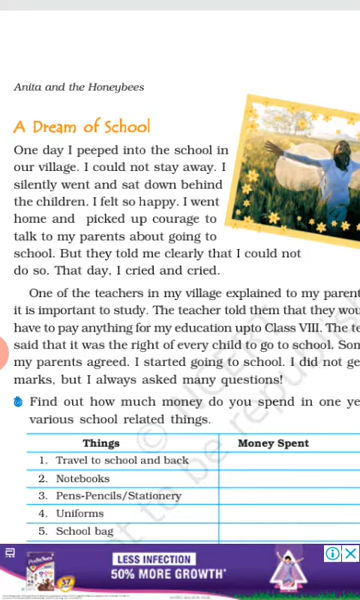 Anita and the Honeybees
A Dream of School
One day I peeped into the school in
our village. I could not stay away. I
silently went and sat down behind
the children. I felt so happy. I went
home and picked up courage to
talk to my parents about going to
school. But they told me clearly that I could not
do so. That day, I cried and cried.
One of the teachers in my village explained to my parent
it is important to study. The teacher told them that they wou
have to pay anything for my education upto Class VIII. The te
said that it was the right of every child to go to school. Som
my parents agreed. I started going to school. I did not ge
marks, but I always asked many questions!
Find out how much money do you spend in one ye
various school related things.
Things Money Spent
1. Travel to school and back
2. Notebooks
3. Pens-Pencils/Stationery
4. Uniforms
5. School bag
LESS INFECTION
50% MORE GROWTH*